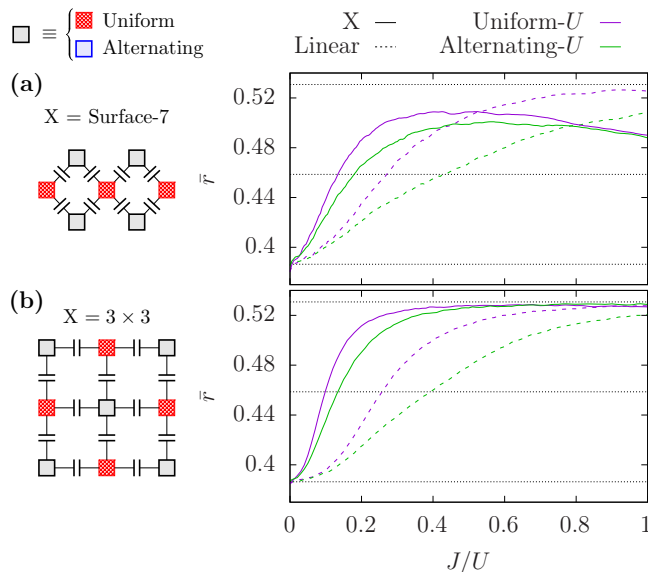 ≡ { Uniform
Alternating
X Uniform-U
Linear Alternating-U
(a)
X = Surface-7
r̄
0.52
0.48
0.44
0.4
(b)
X = 3 × 3
r̄
0.52
0.48
0.44
0.4
0 0.2 0.4 0.6 0.8 1
J/U